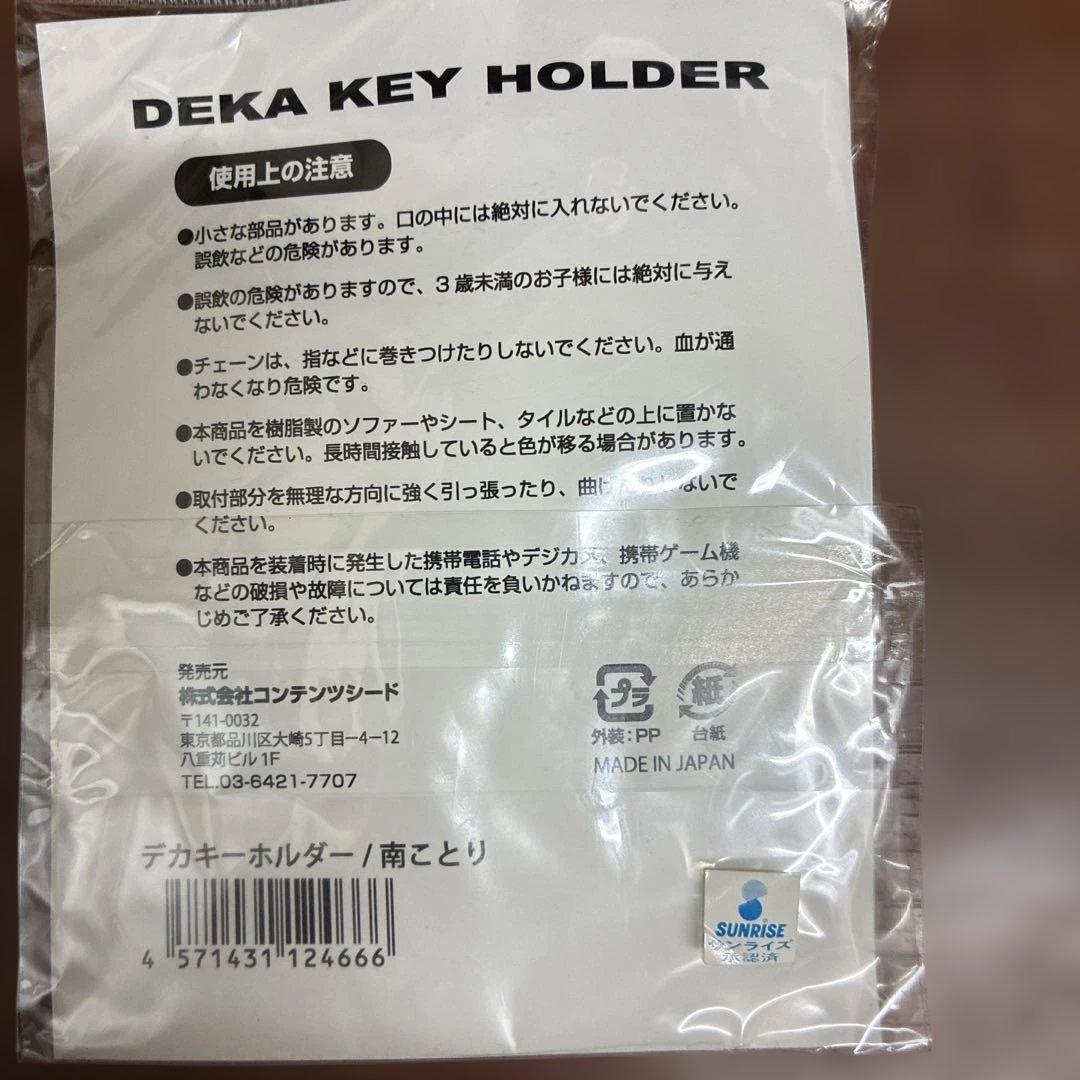 DEKA KEY HOLDER
使用上の注意
●小さな部品があります。口の中には絶対に入れないでください。
誤飲などの危険があります。
●誤飲の危険がありますので、3歳未満のお子様には絶対に与え
ないでください。
●チェーンは、指などに巻きつけたりしないでください。血が通
わなくなり危険です。
●本商品を樹脂製のソファーやシート、タイルなどの上に置かな
いでください。長時間接触していると色が移る場合があります。
●取付部分を無理な方向に強く引っ張ったり、曲げ ないで
ください。
●本商品を装着時に発生した携帯電話やデジカメ、携帯ゲーム機
などの破損や故障については責任を負いかねますので、あらか
じめご了承ください。
発売元
株式会社コンテンツシード
〒141-0032
東京都品川区大崎5丁目ー4ー12
八重苅ビル1F
TEL.03-6421-7707
プラ
紙
外装:PP
台紙
MADE IN JAPAN
デカキーホルダー/南ことり
4 571431 124666
SUNRISE
サンライズ
承認済